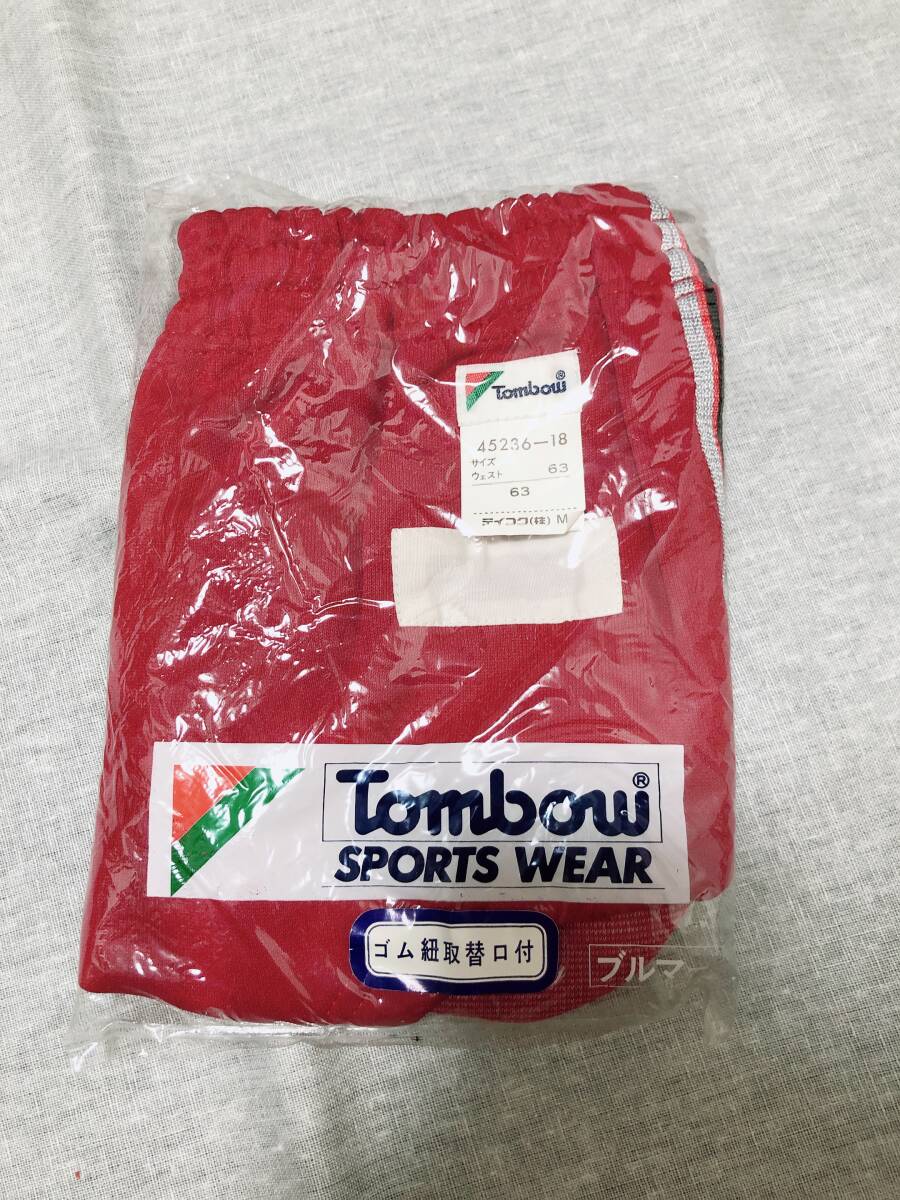 Tombow®
45236-18
サイズ
ウェスト 63
63
テイコク(株) M
Tombow®
SPORTS WEAR
ゴム紐取替口付
ブルマー